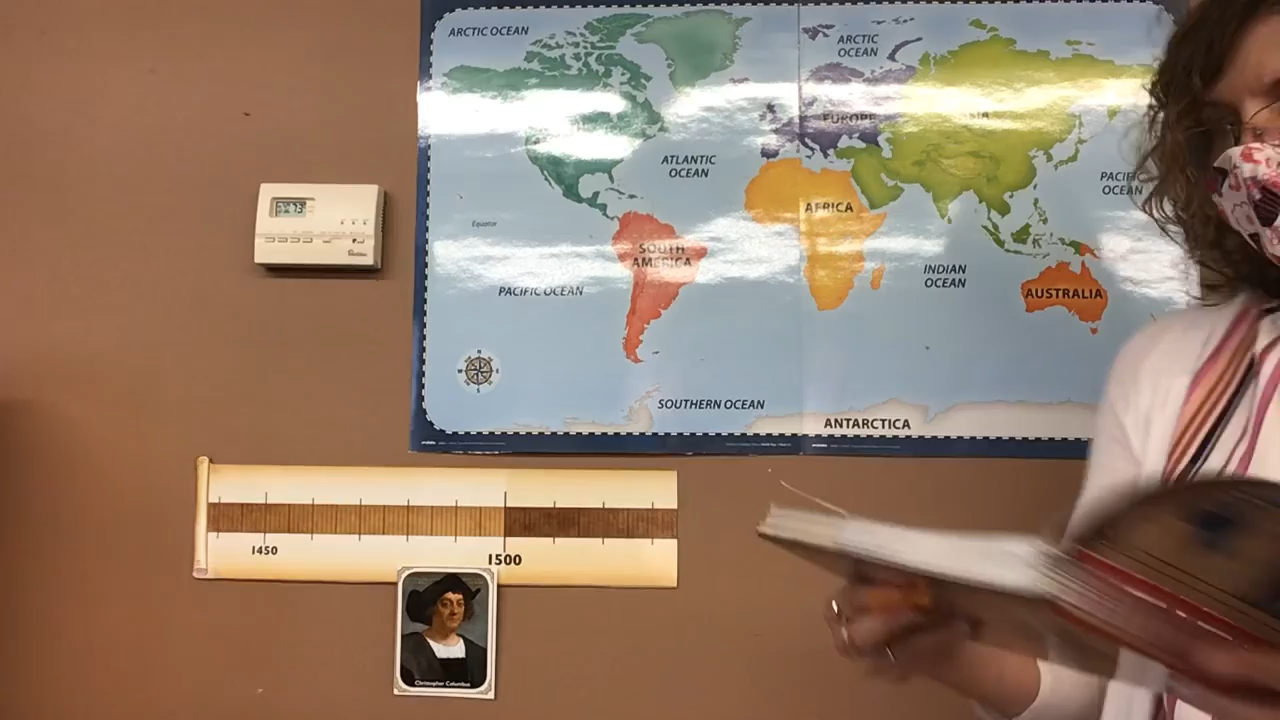 ARCTIC OCEAN
ARCTIC
OCEAN
EUROPE
ATLANTIC
OCEAN
PACIFIC
OCEAN
AFRICA
Equator
SOUTH
AMERICA
INDIAN
OCEAN
PACIFIC OCEAN
AUSTRALIA
N
W
E
S
SOUTHERN OCEAN
ANTARCTICA
73
1450
1500
Christopher Columbus